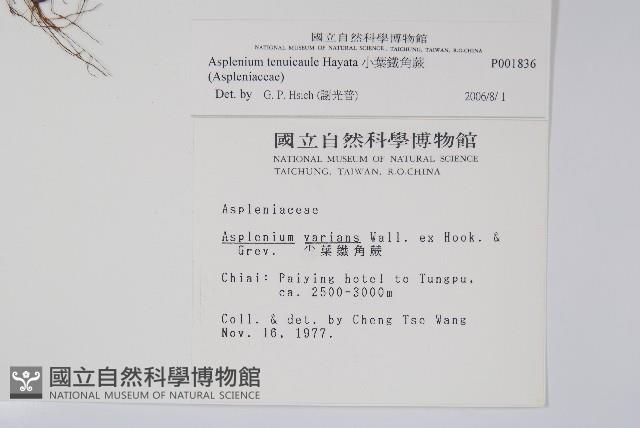 國立自然科學博物館
NATIONAL MUSEUM OF NATURAL SCIENCE, TAICHUNG, TAIWAN, R.O.CHINA
Asplenium tenuicaule Hayata 小葉鐵角蕨 P001836
(Aspleniaceae)
Det. by G. P. Hsieh (謝光普) 2006/8/1
國立自然科學博物館
NATIONAL MUSEUM OF NATURAL SCIENCE
TAICHUNG, TAIWAN, R.O.CHINA
Aspleniaceae
Asplenium varians Wall. ex Hook. &
Grev. 小葉鐵角蕨
Chiai: Paiying hotel to Tungpu,
ca. 2500-3000m
Coll. & det. by Cheng Tse Wang
Nov. 16, 1977.
國立自然科學博物館
NATIONAL MUSEUM OF NATURAL SCIENCE